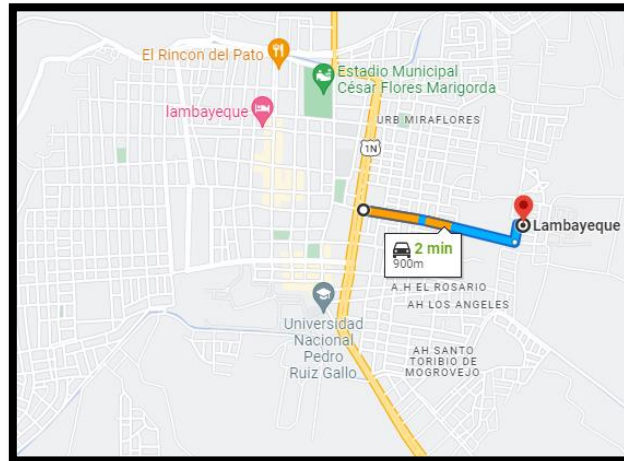 El Rincon del Pato
Estadio Municipal
César Flores Marigorda
lambayeque
URB MIRAFLORES
1N
Lambayeque
2 min
900m
A.H EL ROSARIO
AH LOS ANGELES
Universidad
Nacional
Pedro
Ruiz Gallo
AH SANTO
TORIBIO DE
MOGROVEJO